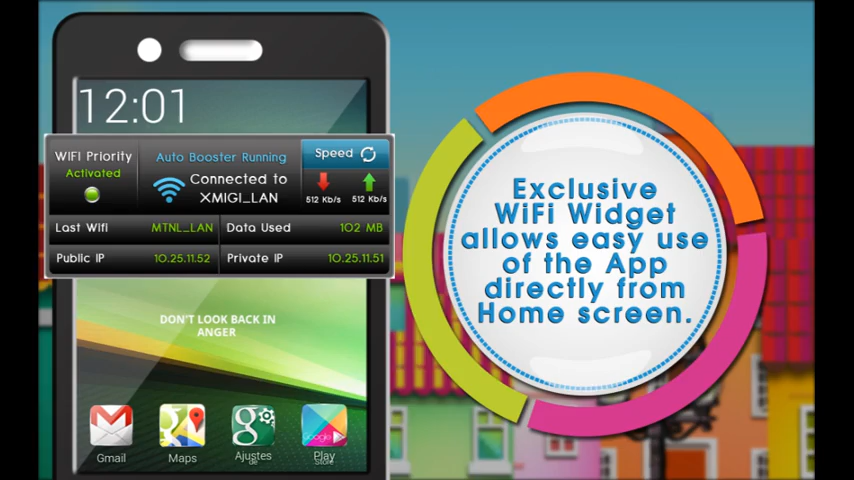 12:01
WIFI Priority
Activated
Auto Booster Running
Connected to
XMIGI_LAN
Speed
512 Kb/s 512 Kb/s
Last Wifi MTNL_LAN Data Used 102 MB
Public IP 10.25.11.52 Private IP 10.25.11.51
DON'T LOOK BACK IN
ANGER
Gmail Maps Ajustes de Play Store
Exclusive
WiFi Widget
allows easy use
of the App
directly from
Home screen.